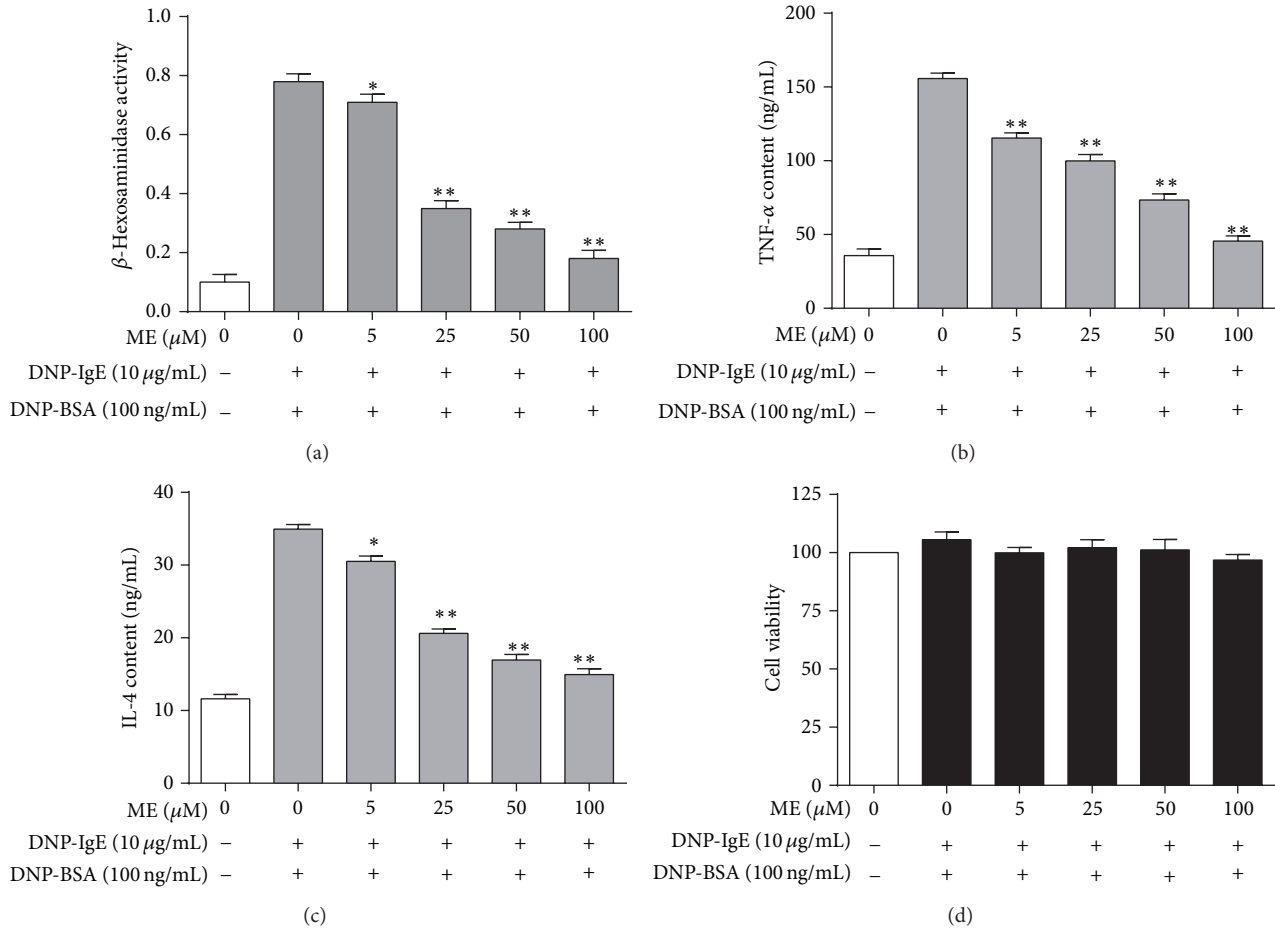 1.0
0.8
0.6
0.4
0.2
0.0
β-Hexosaminidase activity
* ** ** **
ME (μM) 0 0 5 25 50 100
DNP-IgE (10 μg/mL) – + + + + +
DNP-BSA (100 ng/mL) – + + + + +
(a)
200
150
100
50
0
TNF-α content (ng/mL)
** ** ** **
ME (μM) 0 0 5 25 50 100
DNP-IgE (10 μg/mL) – + + + + +
DNP-BSA (100 ng/mL) – + + + + +
(b)
40
30
20
10
0
IL-4 content (ng/mL)
* ** ** **
ME (μM) 0 0 5 25 50 100
DNP-IgE (10 μg/mL) – + + + + +
DNP-BSA (100 ng/mL) – + + + + +
(c)
125
100
75
50
25
0
Cell viability
ME (μM) 0 0 5 25 50 100
DNP-IgE (10 μg/mL) – + + + + +
DNP-BSA (100 ng/mL) – + + + + +
(d)